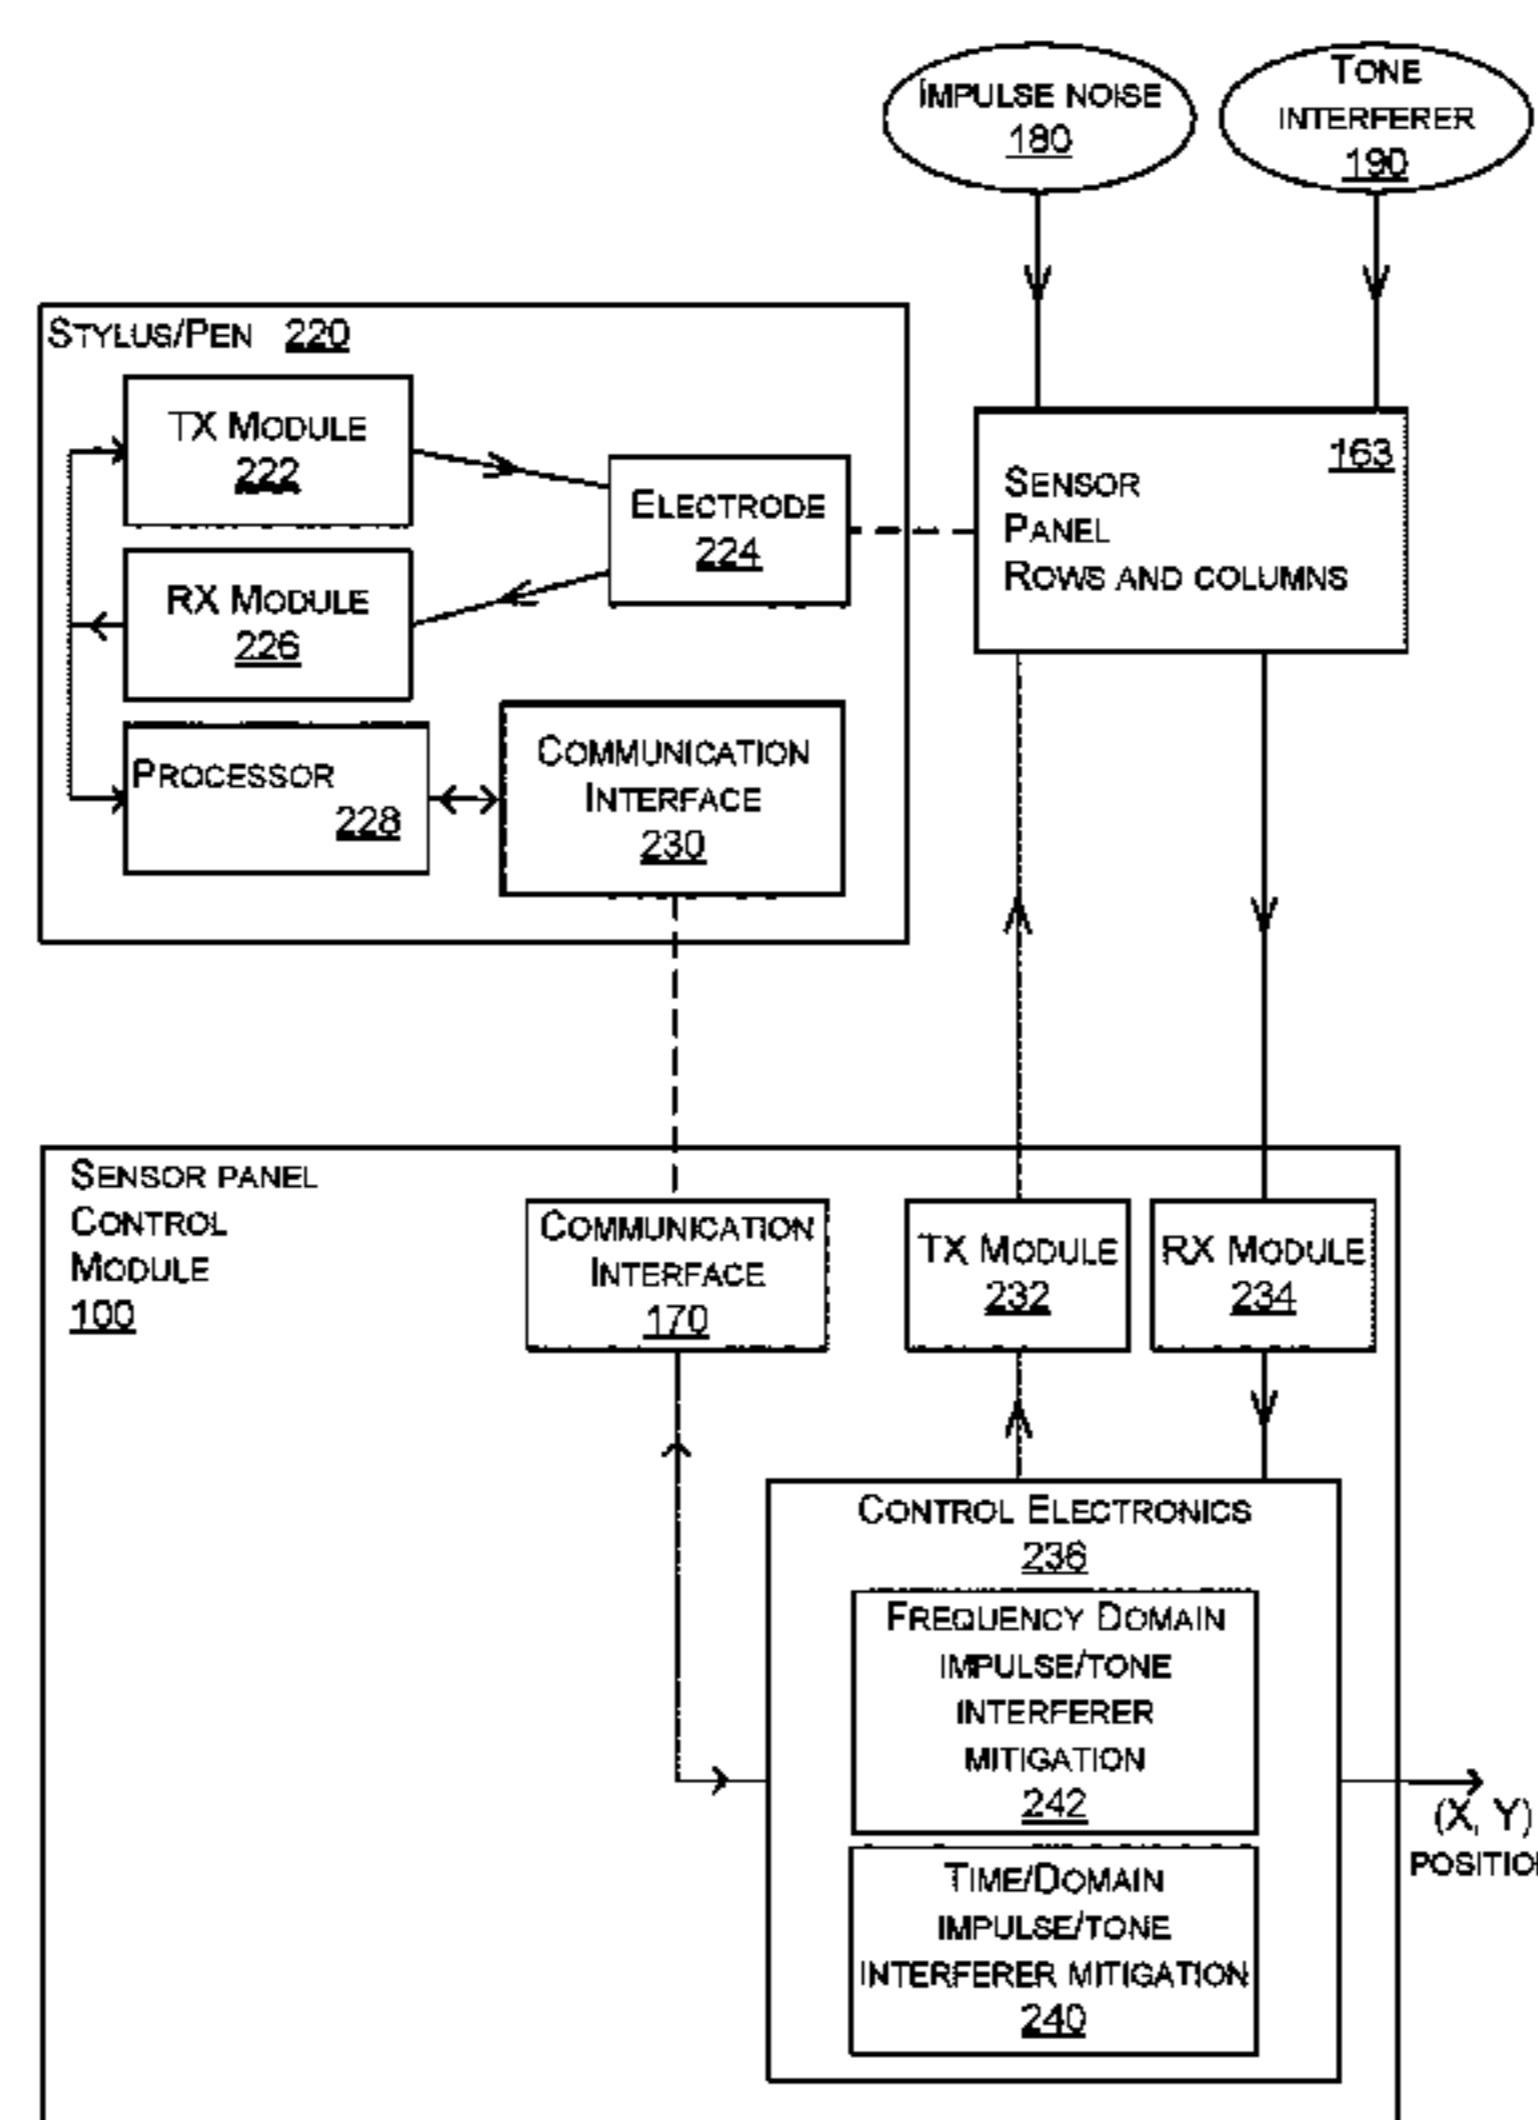 IMPULSE NOISE
180
TONE
INTERFERER
190
STYLUS/PEN 220
TX MODULE
222
ELECTRODE
224
RX MODULE
226
PROCESSOR
228
COMMUNICATION
INTERFACE
230
163
SENSOR
PANEL
ROWS AND COLUMNS
SENSOR PANEL
CONTROL
MODULE
100
COMMUNICATION
INTERFACE
170
TX MODULE
232
RX MODULE
234
CONTROL ELECTRONICS
236
FREQUENCY DOMAIN
IMPULSE/TONE
INTERFERER
MITIGATION
242
TIME/DOMAIN
IMPULSE/TONE
INTERFERER MITIGATION
240
(X, Y)